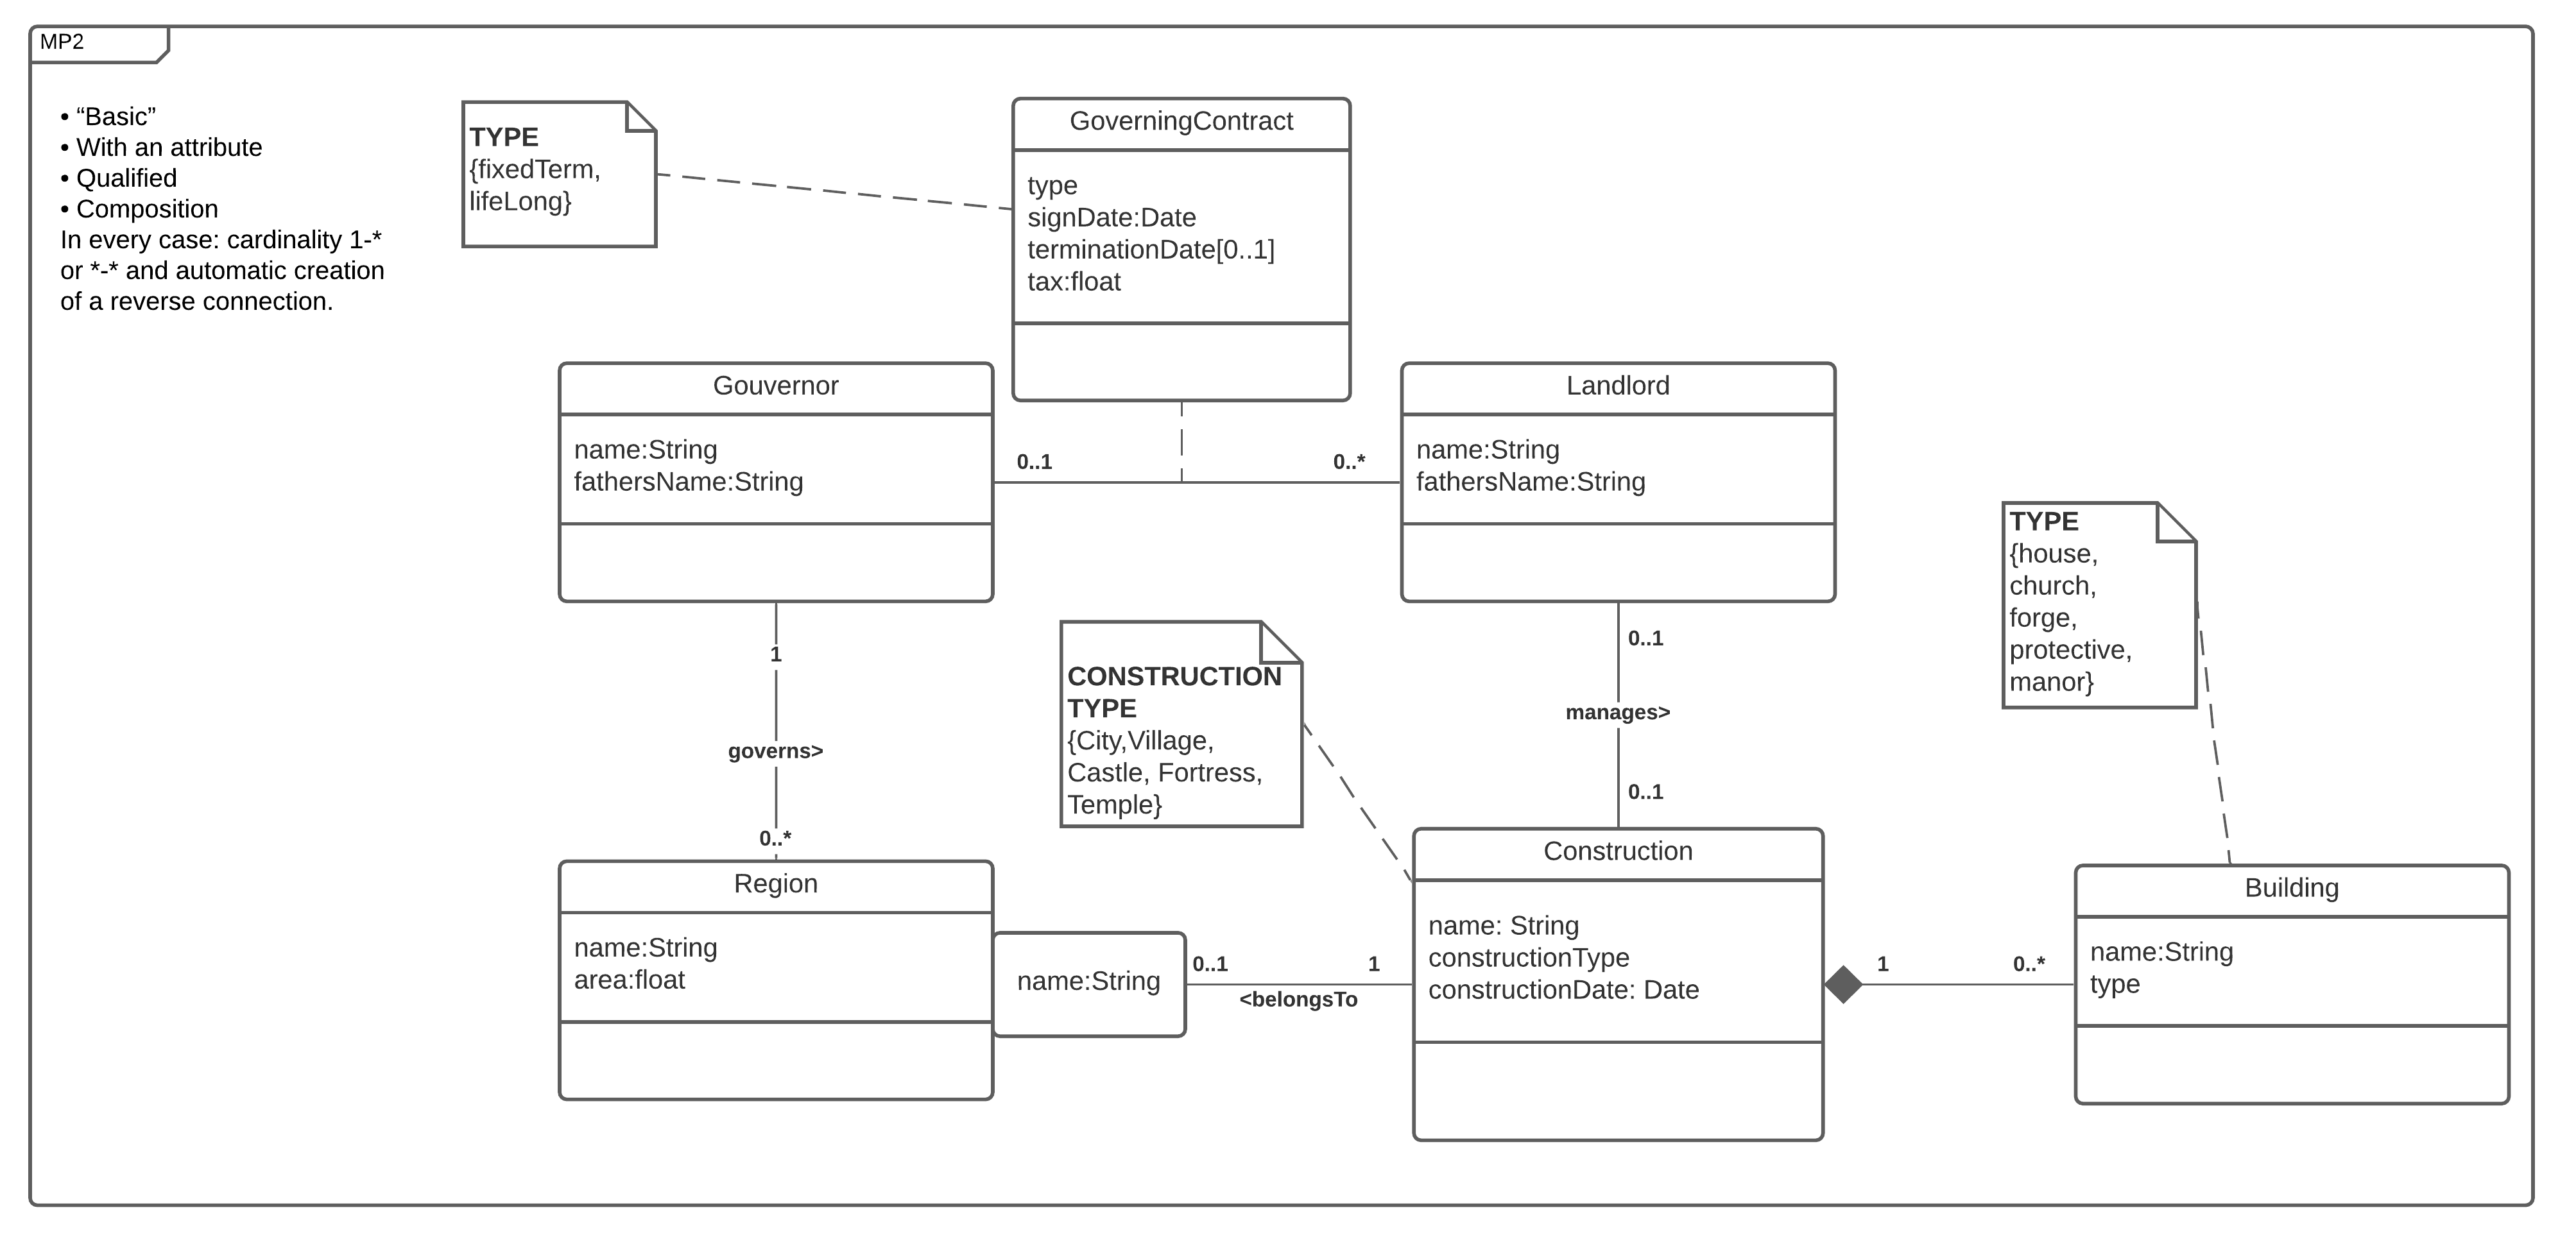 MP2
• “Basic”
• With an attribute
• Qualified
• Composition
In every case: cardinality 1-*
or *-* and automatic creation
of a reverse connection.
TYPE
{fixedTerm,
lifeLong}
GoverningContract
type
signDate:Date
terminationDate[0..1]
tax:float
Gouvernor
name:String
fathersName:String
0..1
0..*
Landlord
name:String
fathersName:String
TYPE
{house,
church,
forge,
protective,
manor}
1
governs>
0..*
CONSTRUCTION
TYPE
{City,Village,
Castle, Fortress,
Temple}
0..1
manages>
0..1
Region
name:String
area:float
name:String
0..1
1
<belongsTo
Construction
name: String
constructionType
constructionDate: Date
1
0..*
Building
name:String
type